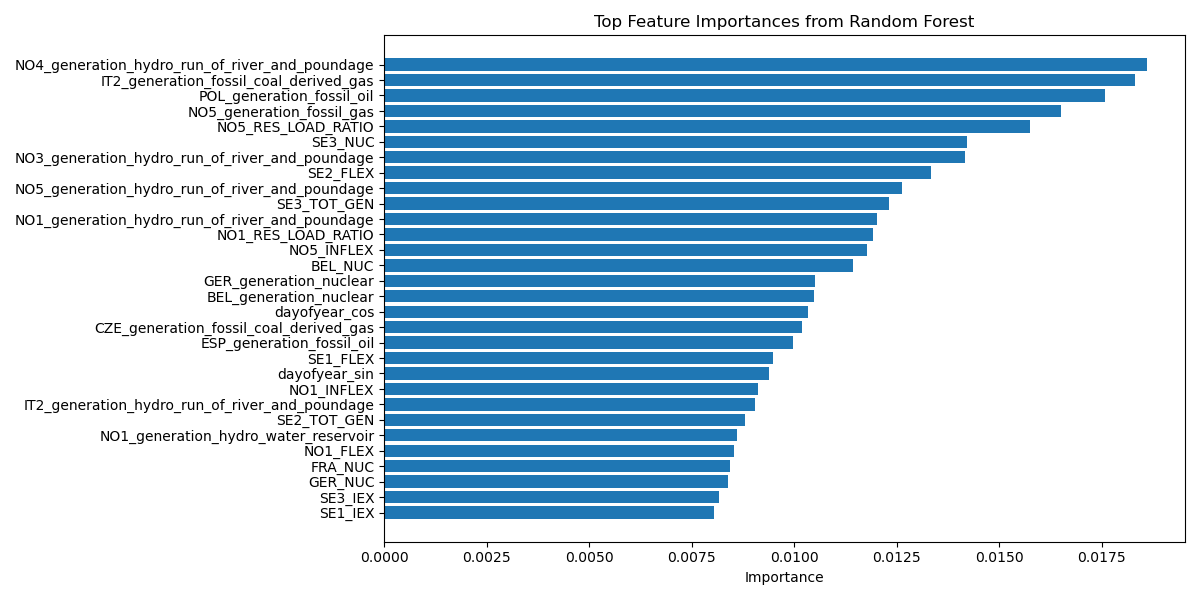 Top Feature Importances from Random Forest
NO4_generation_hydro_run_of_river_and_poundage
IT2_generation_fossil_coal_derived_gas
POL_generation_fossil_oil
NO5_generation_fossil_gas
NO5_RES_LOAD_RATIO
SE3_NUC
NO3_generation_hydro_run_of_river_and_poundage
SE2_FLEX
NO5_generation_hydro_run_of_river_and_poundage
SE3_TOT_GEN
NO1_generation_hydro_run_of_river_and_poundage
NO1_RES_LOAD_RATIO
NO5_INFLEX
BEL_NUC
GER_generation_nuclear
BEL_generation_nuclear
dayofyear_cos
CZE_generation_fossil_coal_derived_gas
ESP_generation_fossil_oil
SE1_FLEX
dayofyear_sin
NO1_INFLEX
IT2_generation_hydro_run_of_river_and_poundage
SE2_TOT_GEN
NO1_generation_hydro_water_reservoir
NO1_FLEX
FRA_NUC
GER_NUC
SE3_IEX
SE1_IEX
0.0000 0.0025 0.0050 0.0075 0.0100 0.0125 0.0150 0.0175
Importance